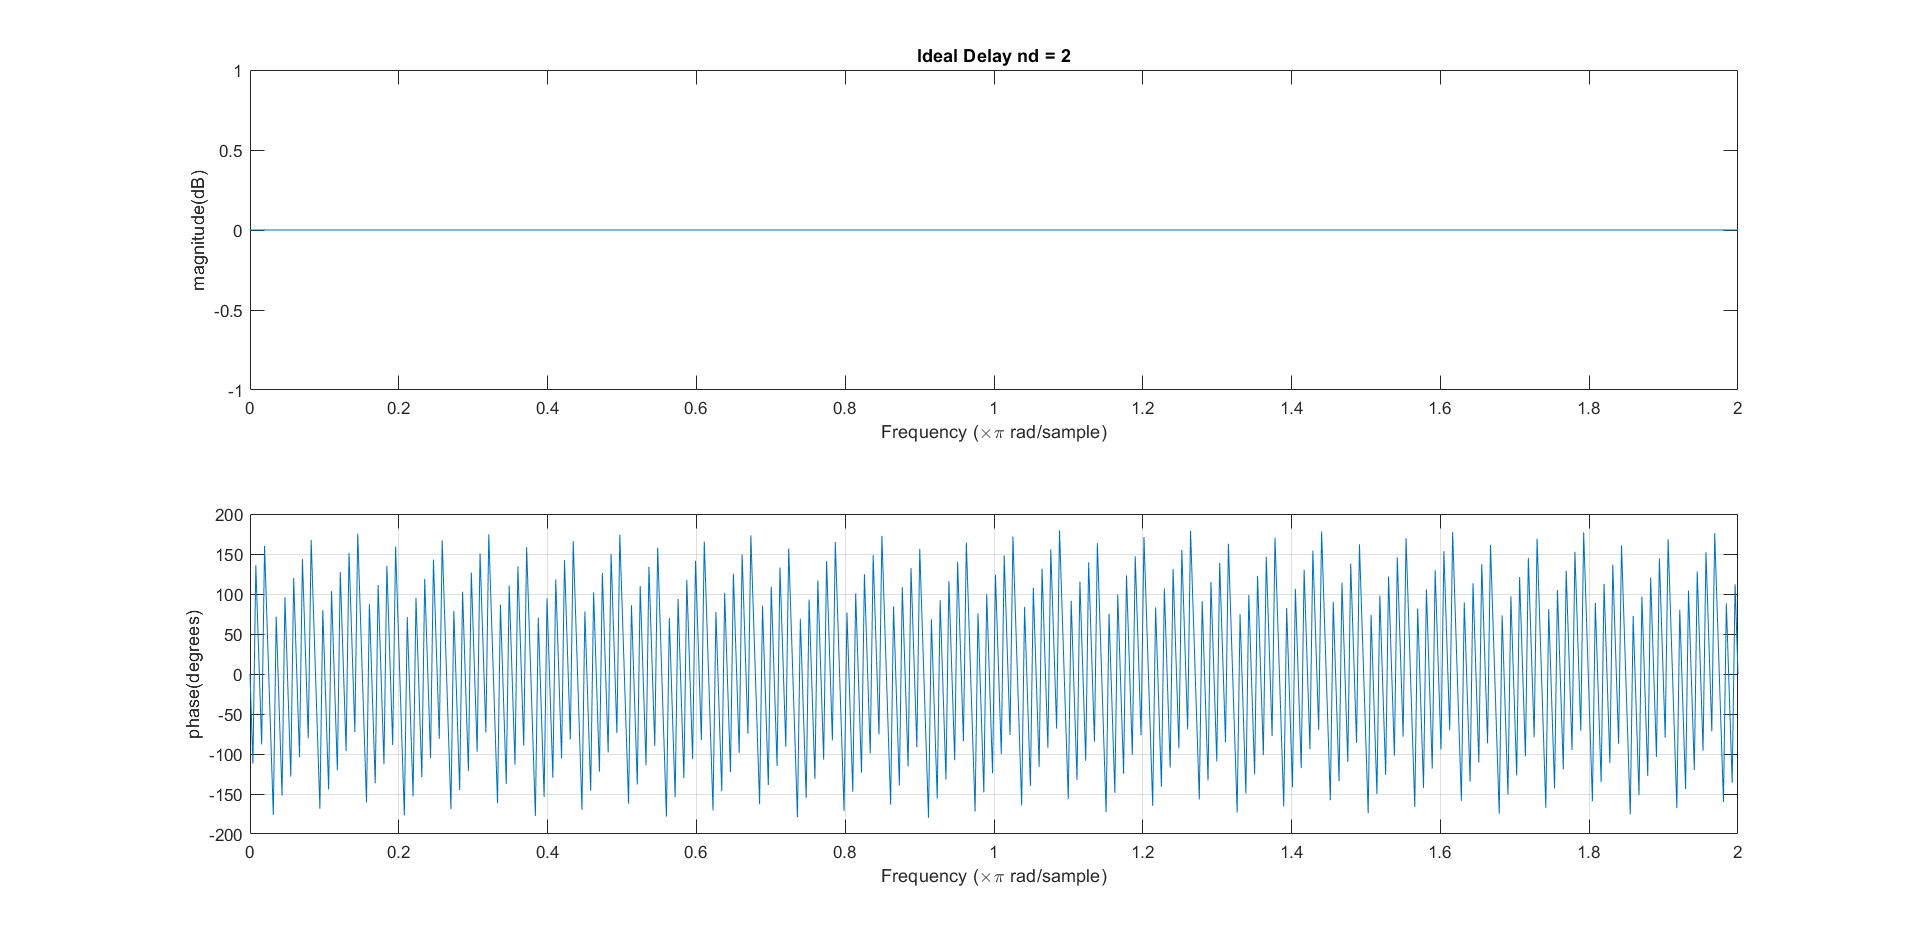 Ideal Delay nd = 2
1
0.5
0
-0.5
-1
magnitude(dB)
0 0.2 0.4 0.6 0.8 1 1.2 1.4 1.6 1.8 2
Frequency (×π rad/sample)
200
150
100
50
0
-50
-100
-150
-200
phase(degrees)
0 0.2 0.4 0.6 0.8 1 1.2 1.4 1.6 1.8 2
Frequency (×π rad/sample)